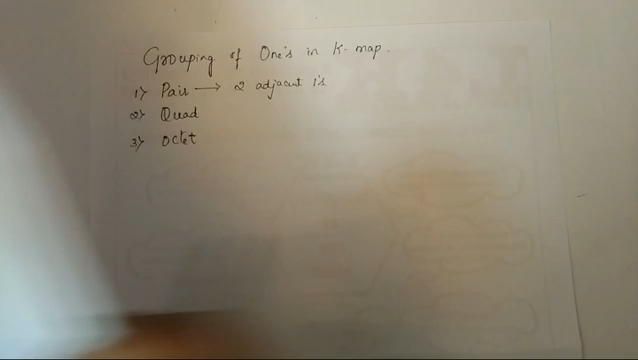 Grouping of One's in K-map.
1) Pair → 2 adjacent 1's
2) Quad
3) Octet